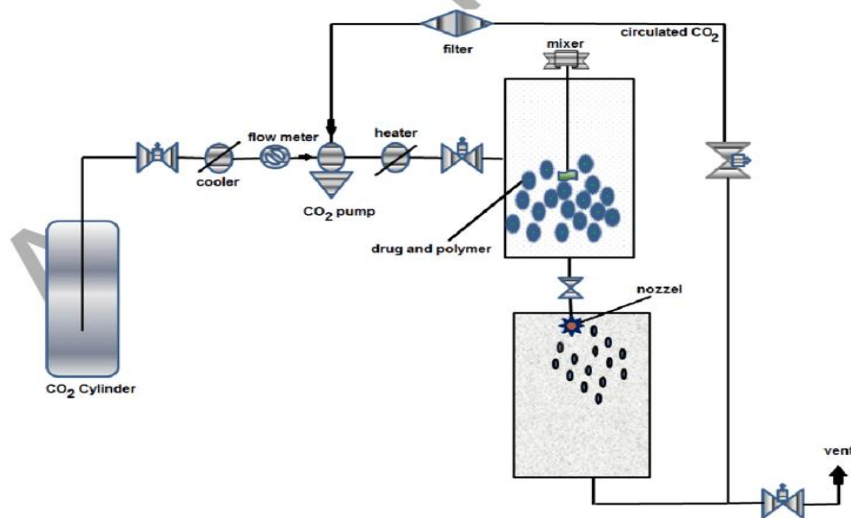 circulated CO2
filter
mixer
flow meter
heater
cooler
CO2 pump
drug and polymer
nozzel
CO2 Cylinder
vent